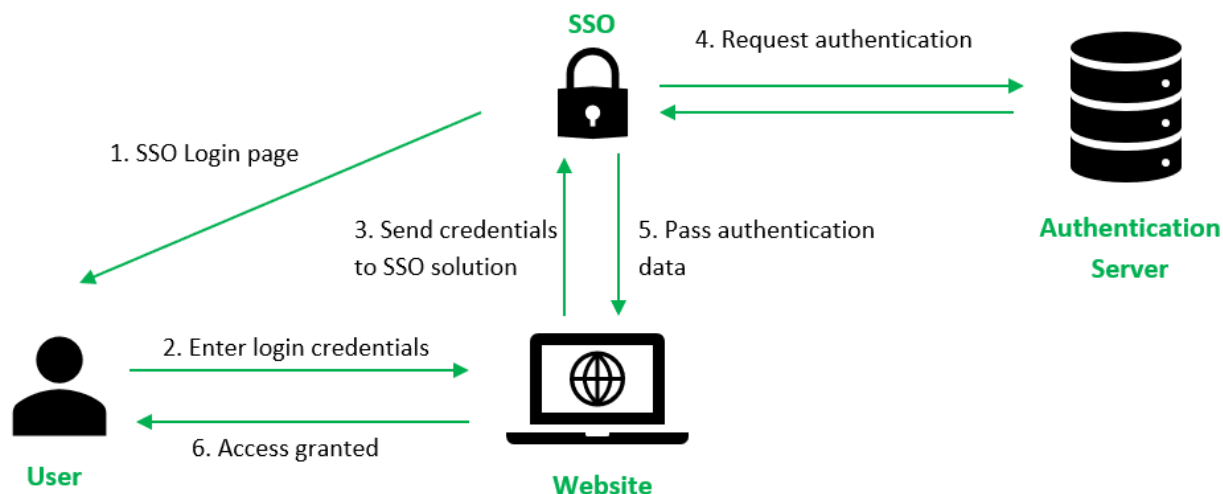 SSO
4. Request authentication
1. SSO Login page
3. Send credentials
to SSO solution
5. Pass authentication
data
Authentication
Server
2. Enter login credentials
6. Access granted
User
Website